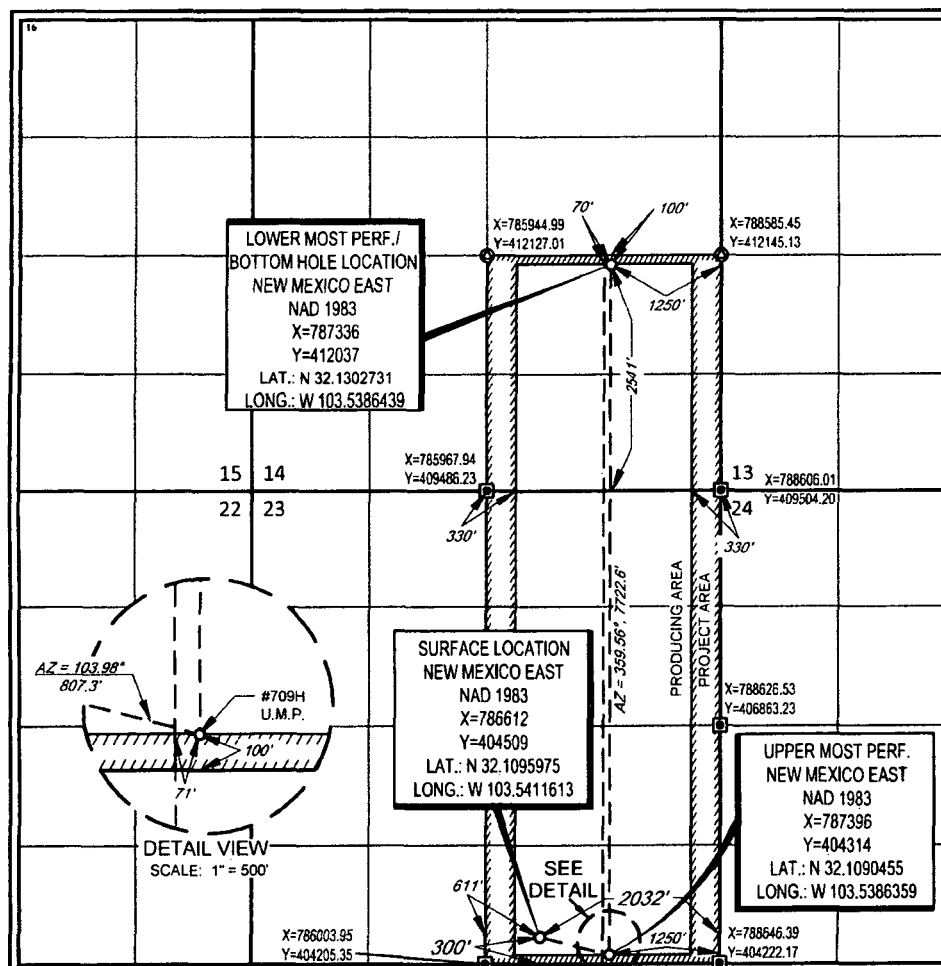 16
70'
100'
X=785944.99
Y=412127.01
X=788585.45
Y=412145.13
LOWER MOST PERF./
BOTTOM HOLE LOCATION
NEW MEXICO EAST
NAD 1983
X=787336
Y=412037
LAT.: N 32.1302731
LONG.: W 103.5386439
1250'
2541'
15 14
22 23
X=785967.94
Y=409486.23
13
24
X=788606.01
Y=409504.20
330'
330'
AZ = 359.56°, 7722.6'
PRODUCING AREA
PROJECT AREA
AZ = 103.98°
807.3'
#709H
U.M.P.
100'
71'
DETAIL VIEW
SCALE: 1" = 500'
SURFACE LOCATION
NEW MEXICO EAST
NAD 1983
X=786612
Y=404509
LAT.: N 32.1095975
LONG.: W 103.5411613
X=788626.53
Y=406863.23
UPPER MOST PERF.
NEW MEXICO EAST
NAD 1983
X=787396
Y=404314
LAT.: N 32.1090455
LONG.: W 103.5386359
SEE
DETAIL
611'
2032'
300'
1250'
X=786003.95
Y=404205.35
X=788646.39
Y=404222.17